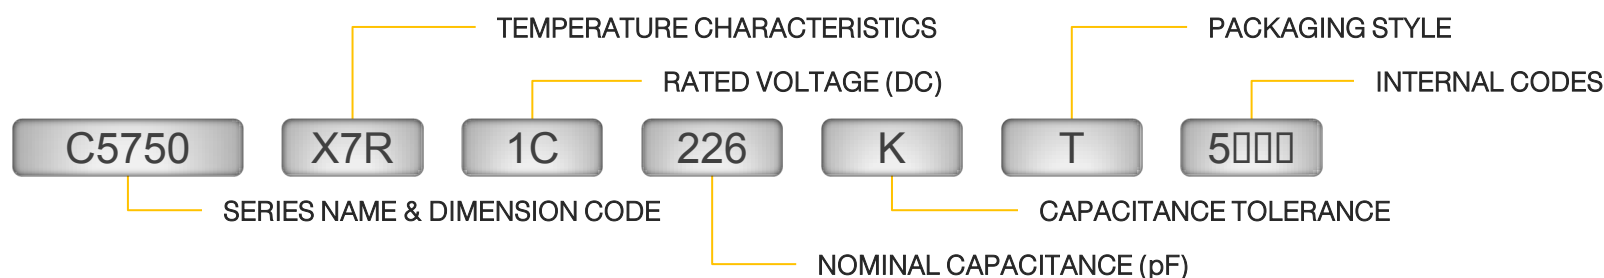 TEMPERATURE CHARACTERISTICS
PACKAGING STYLE
RATED VOLTAGE (DC)
INTERNAL CODES
C5750 X7R 1C 226 K T 5▯▯▯
SERIES NAME & DIMENSION CODE
CAPACITANCE TOLERANCE
NOMINAL CAPACITANCE (pF)